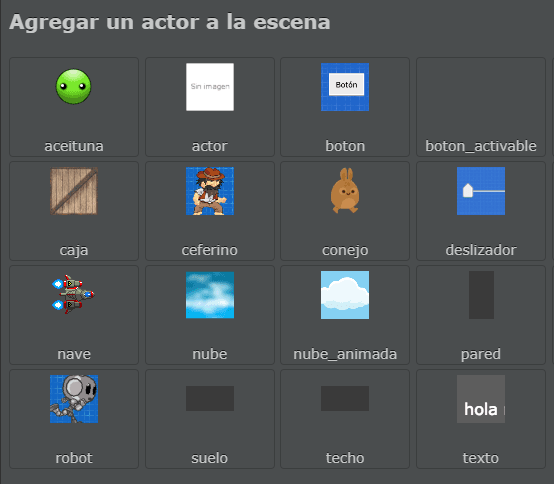 Agregar un actor a la escena
Sin imagen
Botón
aceituna actor boton boton_activable
caja ceferino conejo deslizador
nave nube nube_animada pared
hola
robot suelo techo texto